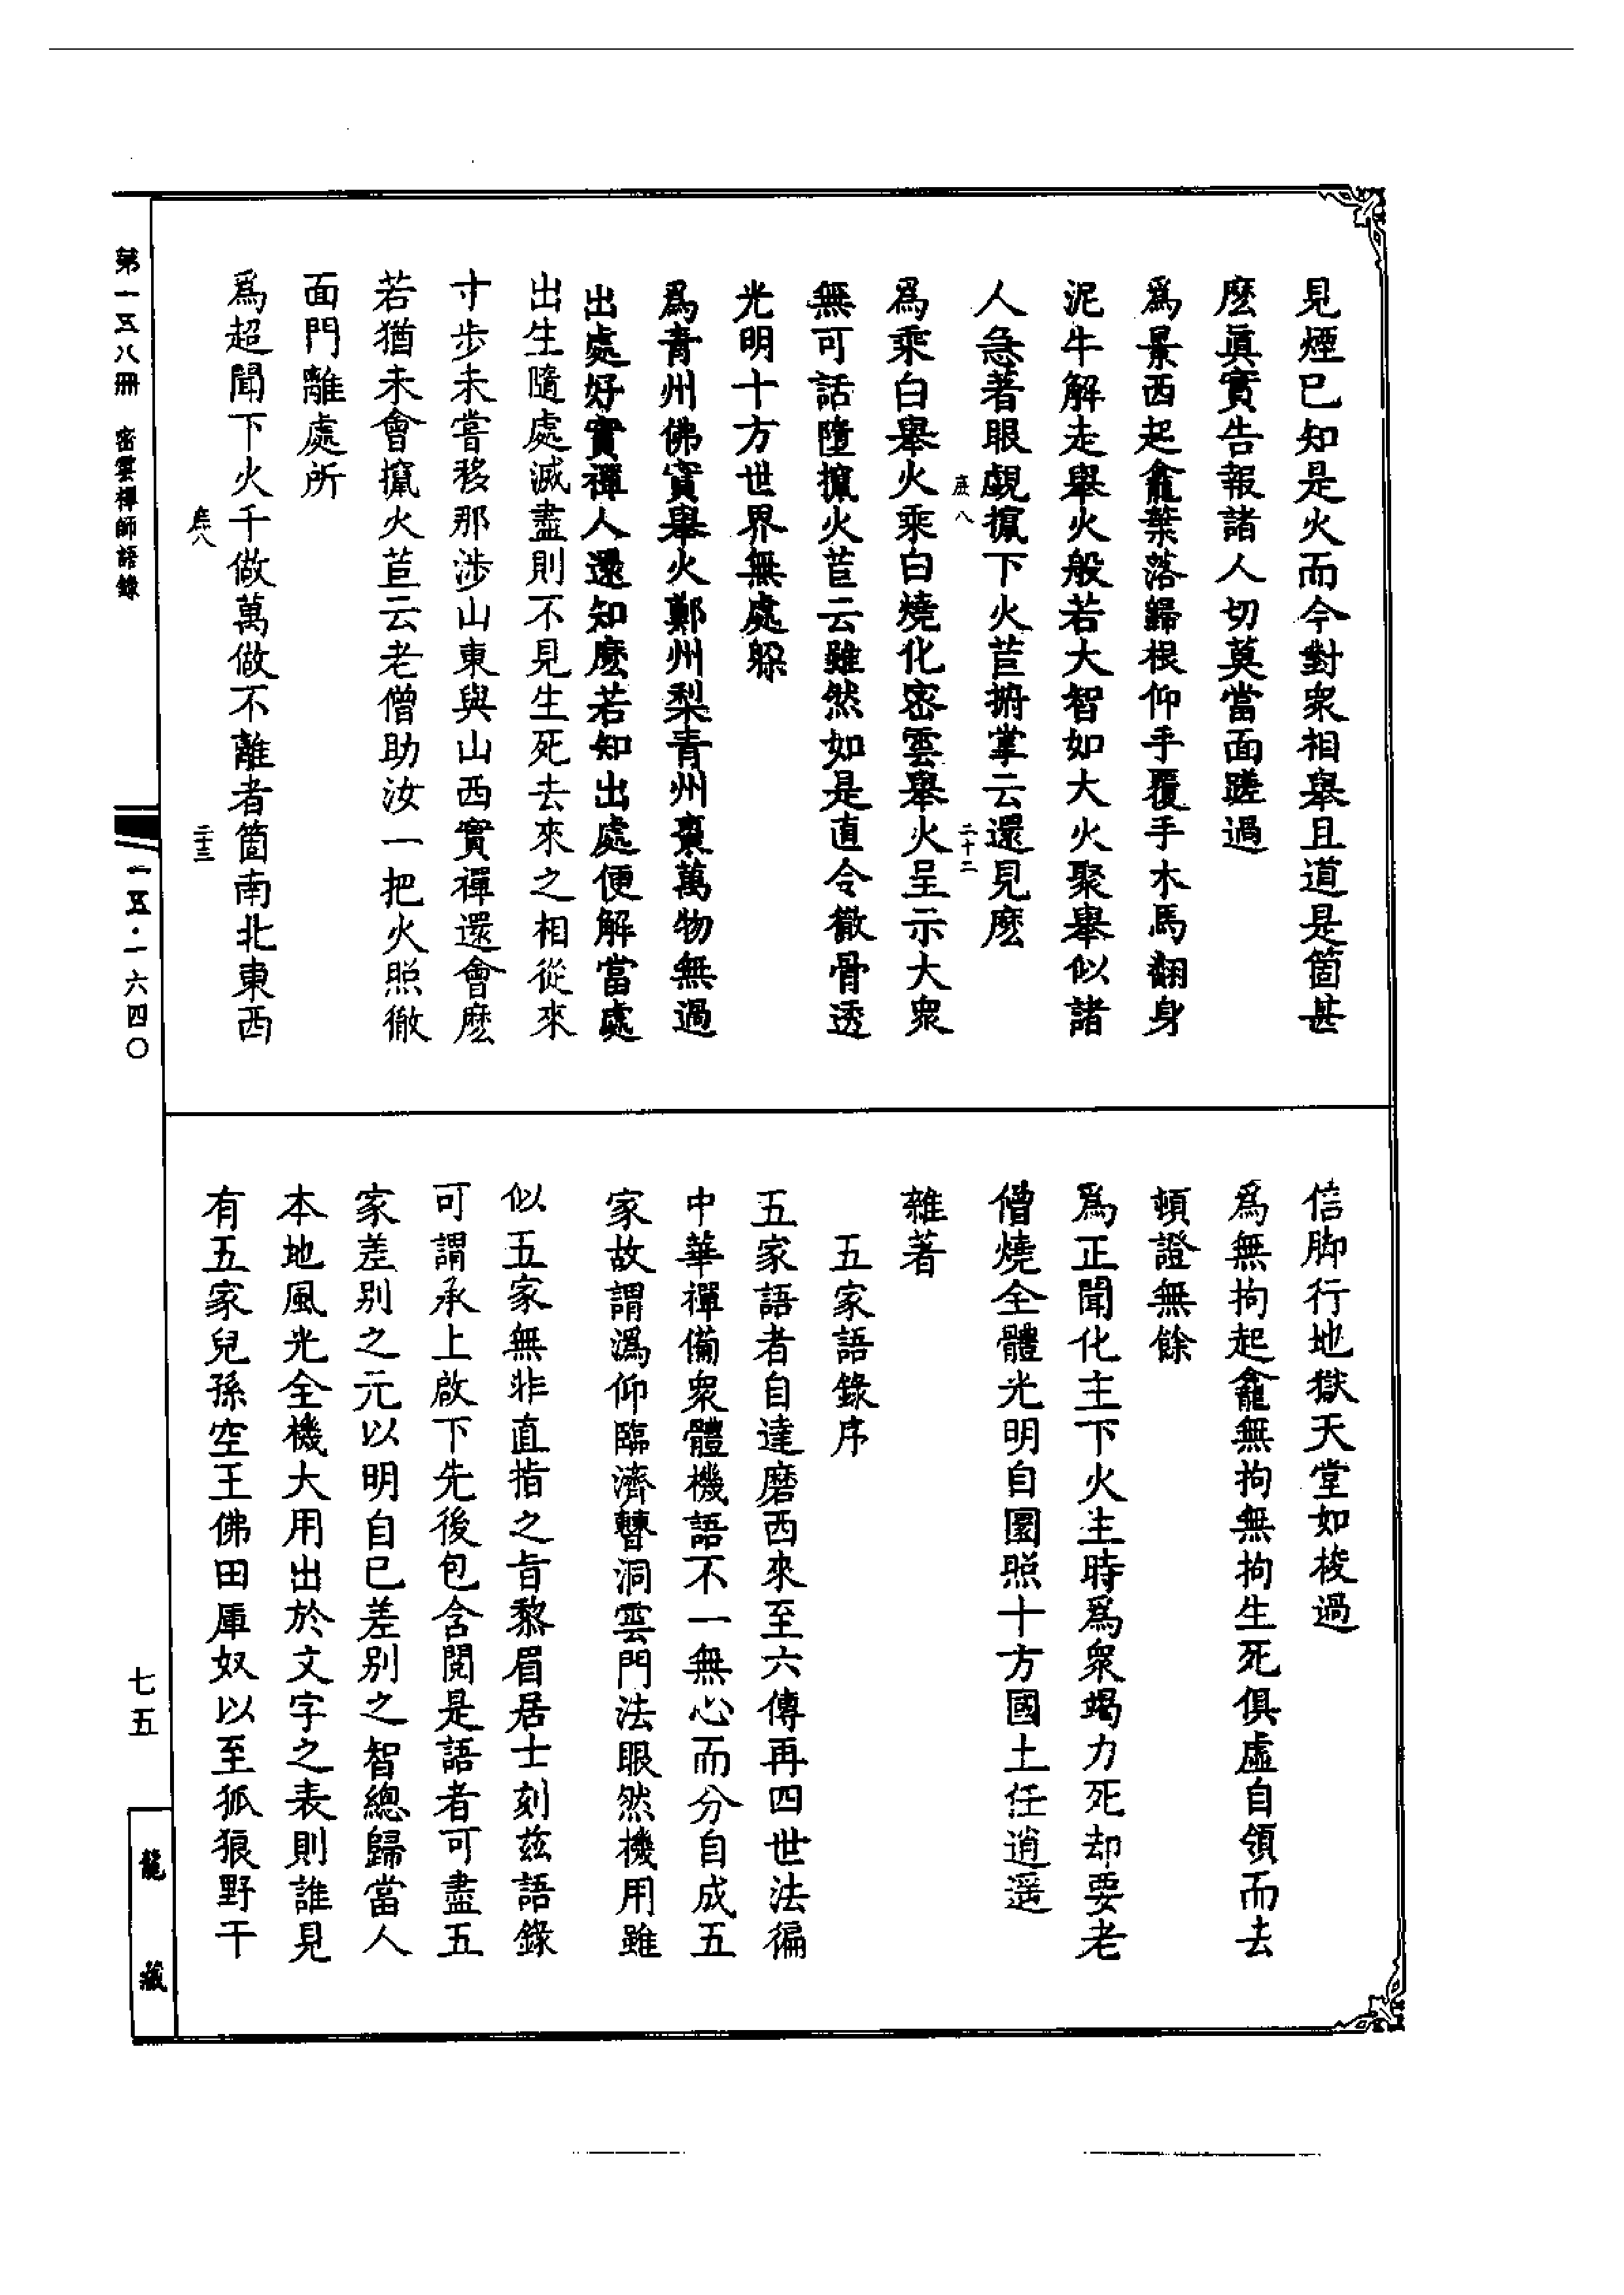 見煙已知是火而今對衆相舉且道是箇甚
麽眞實告報諸人切莫當面蹉過
爲景西起龕葉落歸根仰手覆手木馬翻身
泥牛解走舉火般若大智如大火聚舉似諸
人急著眼覷攛下火苣拊掌云還見麽
二十二
爲乘白舉火乘白燒化密雲舉火呈示大衆
無可話墮攛火苣云雖然如是直令徹骨透
光明十方世界無處躱
爲青州佛實舉火鄭州梨青州棗萬物無過
出處好實禪人還知麽若知出處便解當處
出生隨處滅盡則不見生死去來之相從來
寸步未嘗移那涉山東與山西實禪還會麽
若猶未會攛火苣云老僧助汝一把火照徹
面門離處所
爲超聞下火千做萬做不離者箇南北東西
二十三
信脚行地獄天堂如梭過
爲無拘起龕無拘無拘生死俱虛自領而去
頓證無餘
爲正聞化主下火生時爲衆竭力死却要老
僧燒全體光明自圜照十方國土任逍遥
雜著
五家語錄序
五家語者自達磨西來至六傳再四世法徧
中華禪備衆體機語不一無心而分自成五
家故謂溈仰臨濟曹洞雲門法眼然機用雖
似五家無非直指之旨黎眉居士刻茲語錄
可謂承上啟下先後包含閱是語者可盡五
家差别之元以明自已差别之智總歸當人
本地風光全機大用出於文字之表則誰見
有五家兒孫空王佛田庫奴以至狐狼野干
第一五八冊 密雲禪師語錄
一五·一六四〇
七五
龍藏